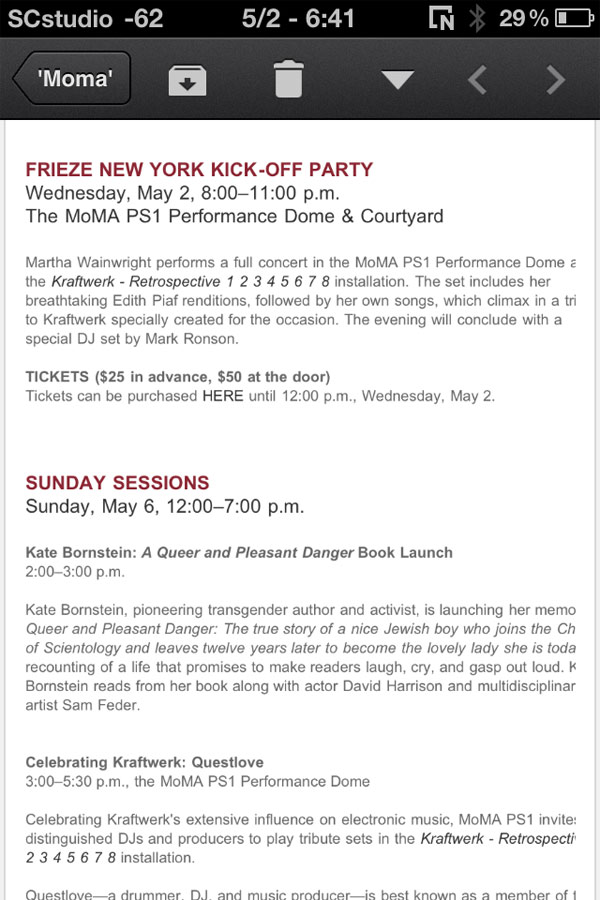 SCstudio -62 5/2 - 6:41 N 29 %
'Moma'
FRIEZE NEW YORK KICK-OFF PARTY
Wednesday, May 2, 8:00–11:00 p.m.
The MoMA PS1 Performance Dome & Courtyard
Martha Wainwright performs a full concert in the MoMA PS1 Performance Dome a
the Kraftwerk - Retrospective 1 2 3 4 5 6 7 8 installation. The set includes her
breathtaking Edith Piaf renditions, followed by her own songs, which climax in a tri
to Kraftwerk specially created for the occasion. The evening will conclude with a
special DJ set by Mark Ronson.
TICKETS ($25 in advance, $50 at the door)
Tickets can be purchased HERE until 12:00 p.m., Wednesday, May 2.
SUNDAY SESSIONS
Sunday, May 6, 12:00–7:00 p.m.
Kate Bornstein: A Queer and Pleasant Danger Book Launch
2:00–3:00 p.m.
Kate Bornstein, pioneering transgender author and activist, is launching her memo
Queer and Pleasant Danger: The true story of a nice Jewish boy who joins the Ch
of Scientology and leaves twelve years later to become the lovely lady she is toda
recounting of a life that promises to make readers laugh, cry, and gasp out loud. K
Bornstein reads from her book along with actor David Harrison and multidisciplinar
artist Sam Feder.
Celebrating Kraftwerk: Questlove
3:00–5:30 p.m., the MoMA PS1 Performance Dome
Celebrating Kraftwerk's extensive influence on electronic music, MoMA PS1 invites
distinguished DJs and producers to play tribute sets in the Kraftwerk - Retrospectiv
2 3 4 5 6 7 8 installation.
Questlove—a drummer, DJ, and music producer—is best known as a member of t